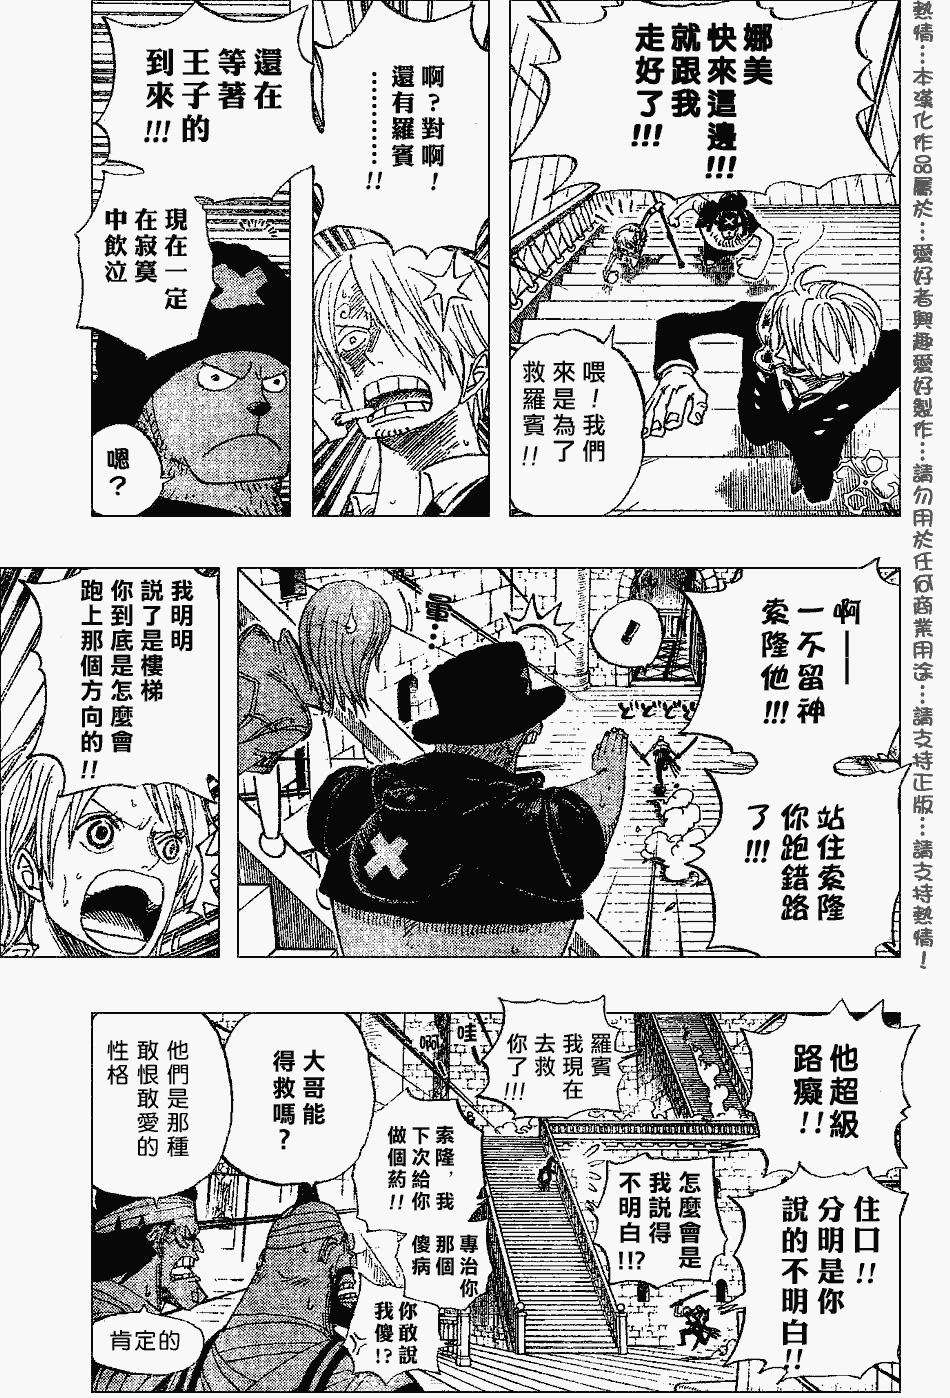 娜美
快來這邊!!!
就跟我
走好了!!!
喂！我們
來是為了
救羅賓!!
啊？對啊！
還有羅賓
………!!
還在
等著
王子的
到來!!!
現在一定
在寂寞
中飲泣
嗯？
啊——
一不留神
索隆他!!!
站住索隆
你跑錯路
了!!!
！
暈…
どどどど
我明明
說了是樓梯
你到底是怎麼會
跑上那個方向的!!
他超級
路癡!!
住口!!
分明是你
說的不明白!!
怎麼會是
我說得
不明白!!?
羅賓
我現在
去救
你了!!!
哇
啊
索隆，我
下次給你
做個药!!
專治你
那個
傻病
你敢說
我傻!?
大哥能
得救嗎？
他們是那種
敢恨敢愛的
性格
肯定的
熱情…本漢化作品屬於…愛好者興趣愛好製作…請勿用於任何商業用途…請支持正版…請支持熱情！